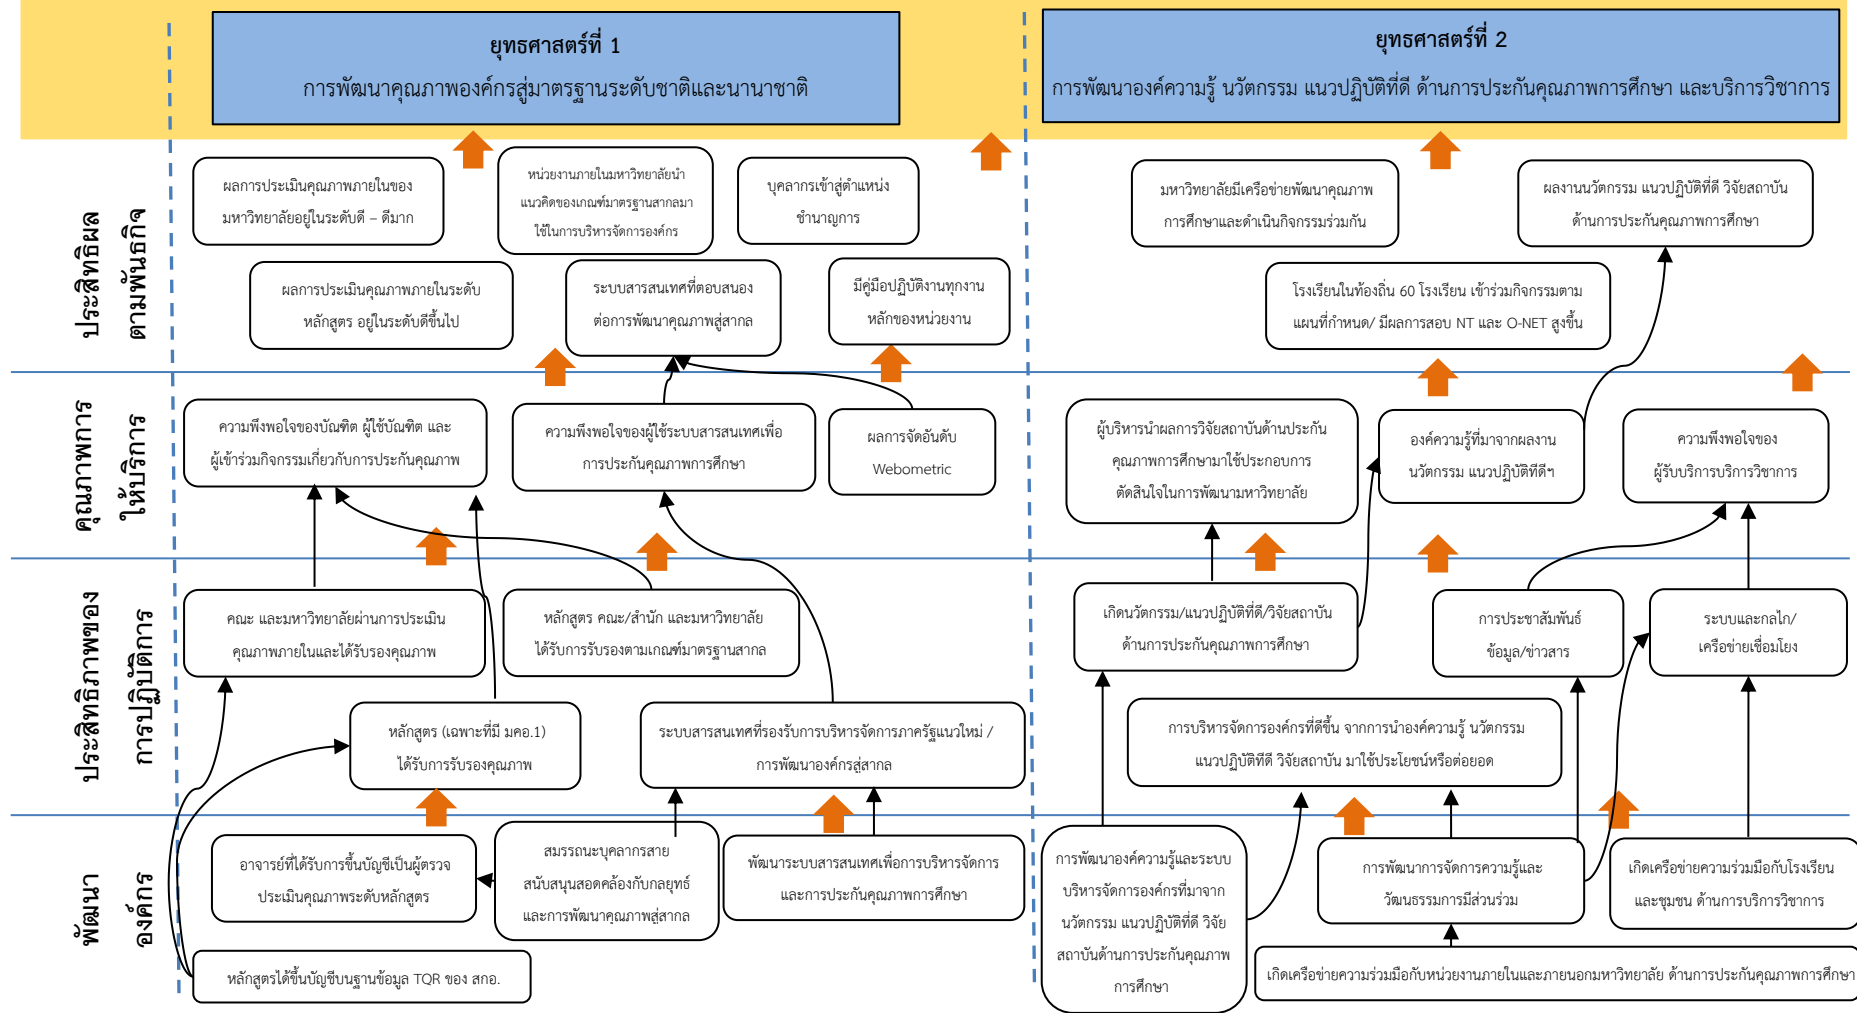 ยุทธศาสตร์ที่ 1
การพัฒนาคุณภาพองค์กรสู่มาตรฐานระดับชาติและนานาชาติ
ยุทธศาสตร์ที่ 2
การพัฒนาองค์ความรู้ นวัตกรรม แนวปฏิบัติที่ดี ด้านการประกันคุณภาพการศึกษา และบริการวิชาการ
ประสิทธิผล
ตามพันธกิจ
ผลการประเมินคุณภาพภายในของ
มหาวิทยาลัยอยู่ในระดับดี – ดีมาก
หน่วยงานภายในมหาวิทยาลัยนำ
แนวคิดของเกณฑ์มาตรฐานสากลมา
ใช้ในการบริหารจัดการองค์กร
บุคลากรเข้าสู่ตำแหน่ง
ชำนาญการ
ผลการประเมินคุณภาพภายในระดับ
หลักสูตร อยู่ในระดับดีขึ้นไป
ระบบสารสนเทศที่ตอบสนอง
ต่อการพัฒนาคุณภาพสู่สากล
มีคู่มือปฏิบัติงานทุกงาน
หลักของหน่วยงาน
มหาวิทยาลัยมีเครือข่ายพัฒนาคุณภาพ
การศึกษาและดำเนินกิจกรรมร่วมกัน
ผลงานนวัตกรรม แนวปฏิบัติที่ดี วิจัยสถาบัน
ด้านการประกันคุณภาพการศึกษา
โรงเรียนในท้องถิ่น 60 โรงเรียน เข้าร่วมกิจกรรมตาม
แผนที่กำหนด/ มีผลการสอบ NT และ O-NET สูงขึ้น
คุณภาพการ
ให้บริการ
ความพึงพอใจของบัณฑิต ผู้ใช้บัณฑิต และ
ผู้เข้าร่วมกิจกรรมเกี่ยวกับการประกันคุณภาพ
ความพึงพอใจของผู้ใช้ระบบสารสนเทศเพื่อ
การประกันคุณภาพการศึกษา
ผลการจัดอันดับ
Webometric
ผู้บริหารนำผลการวิจัยสถาบันด้านประกัน
คุณภาพการศึกษามาใช้ประกอบการ
ตัดสินใจในการพัฒนามหาวิทยาลัย
องค์ความรู้ที่มาจากผลงาน
นวัตกรรม แนวปฏิบัติที่ดีฯ
ความพึงพอใจของ
ผู้รับบริการบริการวิชาการ
ประสิทธิภาพของ
การปฏิบัติการ
คณะ และมหาวิทยาลัยผ่านการประเมิน
คุณภาพภายในและได้รับรองคุณภาพ
หลักสูตร คณะ/สำนัก และมหาวิทยาลัย
ได้รับการรับรองตามเกณฑ์มาตรฐานสากล
หลักสูตร (เฉพาะที่มี มคอ.1)
ได้รับการรับรองคุณภาพ
ระบบสารสนเทศที่รองรับการบริหารจัดการภาครัฐแนวใหม่ /
การพัฒนาองค์กรสู่สากล
เกิดนวัตกรรม/แนวปฏิบัติที่ดี/วิจัยสถาบัน
ด้านการประกันคุณภาพการศึกษา
การประชาสัมพันธ์
ข้อมูล/ข่าวสาร
ระบบและกลไก/
เครือข่ายเชื่อมโยง
การบริหารจัดการองค์กรที่ดีขึ้น จากการนำองค์ความรู้ นวัตกรรม
แนวปฏิบัติที่ดี วิจัยสถาบัน มาใช้ประโยชน์หรือต่อยอด
พัฒนา
องค์กร
อาจารย์ที่ได้รับการขึ้นบัญชีเป็นผู้ตรวจ
ประเมินคุณภาพระดับหลักสูตร
สมรรถนะบุคลากรสาย
สนับสนุนสอดคล้องกับกลยุทธ์
และการพัฒนาคุณภาพสู่สากล
พัฒนาระบบสารสนเทศเพื่อการบริหารจัดการ
และการประกันคุณภาพการศึกษา
หลักสูตรได้ขึ้นบัญชีบนฐานข้อมูล TQR ของ สกอ.
การพัฒนาองค์ความรู้และระบบ
บริหารจัดการองค์กรที่มาจาก
นวัตกรรม แนวปฏิบัติที่ดี วิจัย
สถาบันด้านการประกันคุณภาพ
การศึกษา
การพัฒนาการจัดการความรู้และ
วัฒนธรรมการมีส่วนร่วม
เกิดเครือข่ายความร่วมมือกับโรงเรียน
และชุมชน ด้านการบริการวิชาการ
เกิดเครือข่ายความร่วมมือกับหน่วยงานภายในและภายนอกมหาวิทยาลัย ด้านการประกันคุณภาพการศึกษา